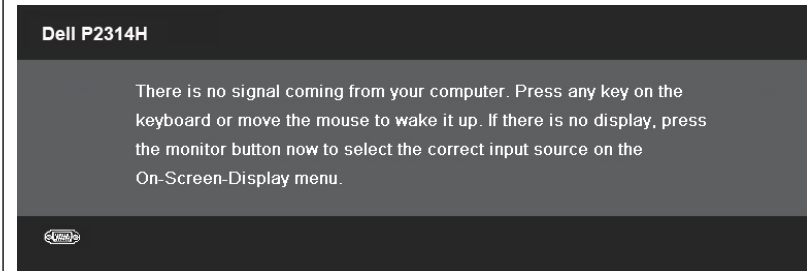 Dell P2314H
There is no signal coming from your computer. Press any key on the
keyboard or move the mouse to wake it up. If there is no display, press
the monitor button now to select the correct input source on the
On-Screen-Display menu.